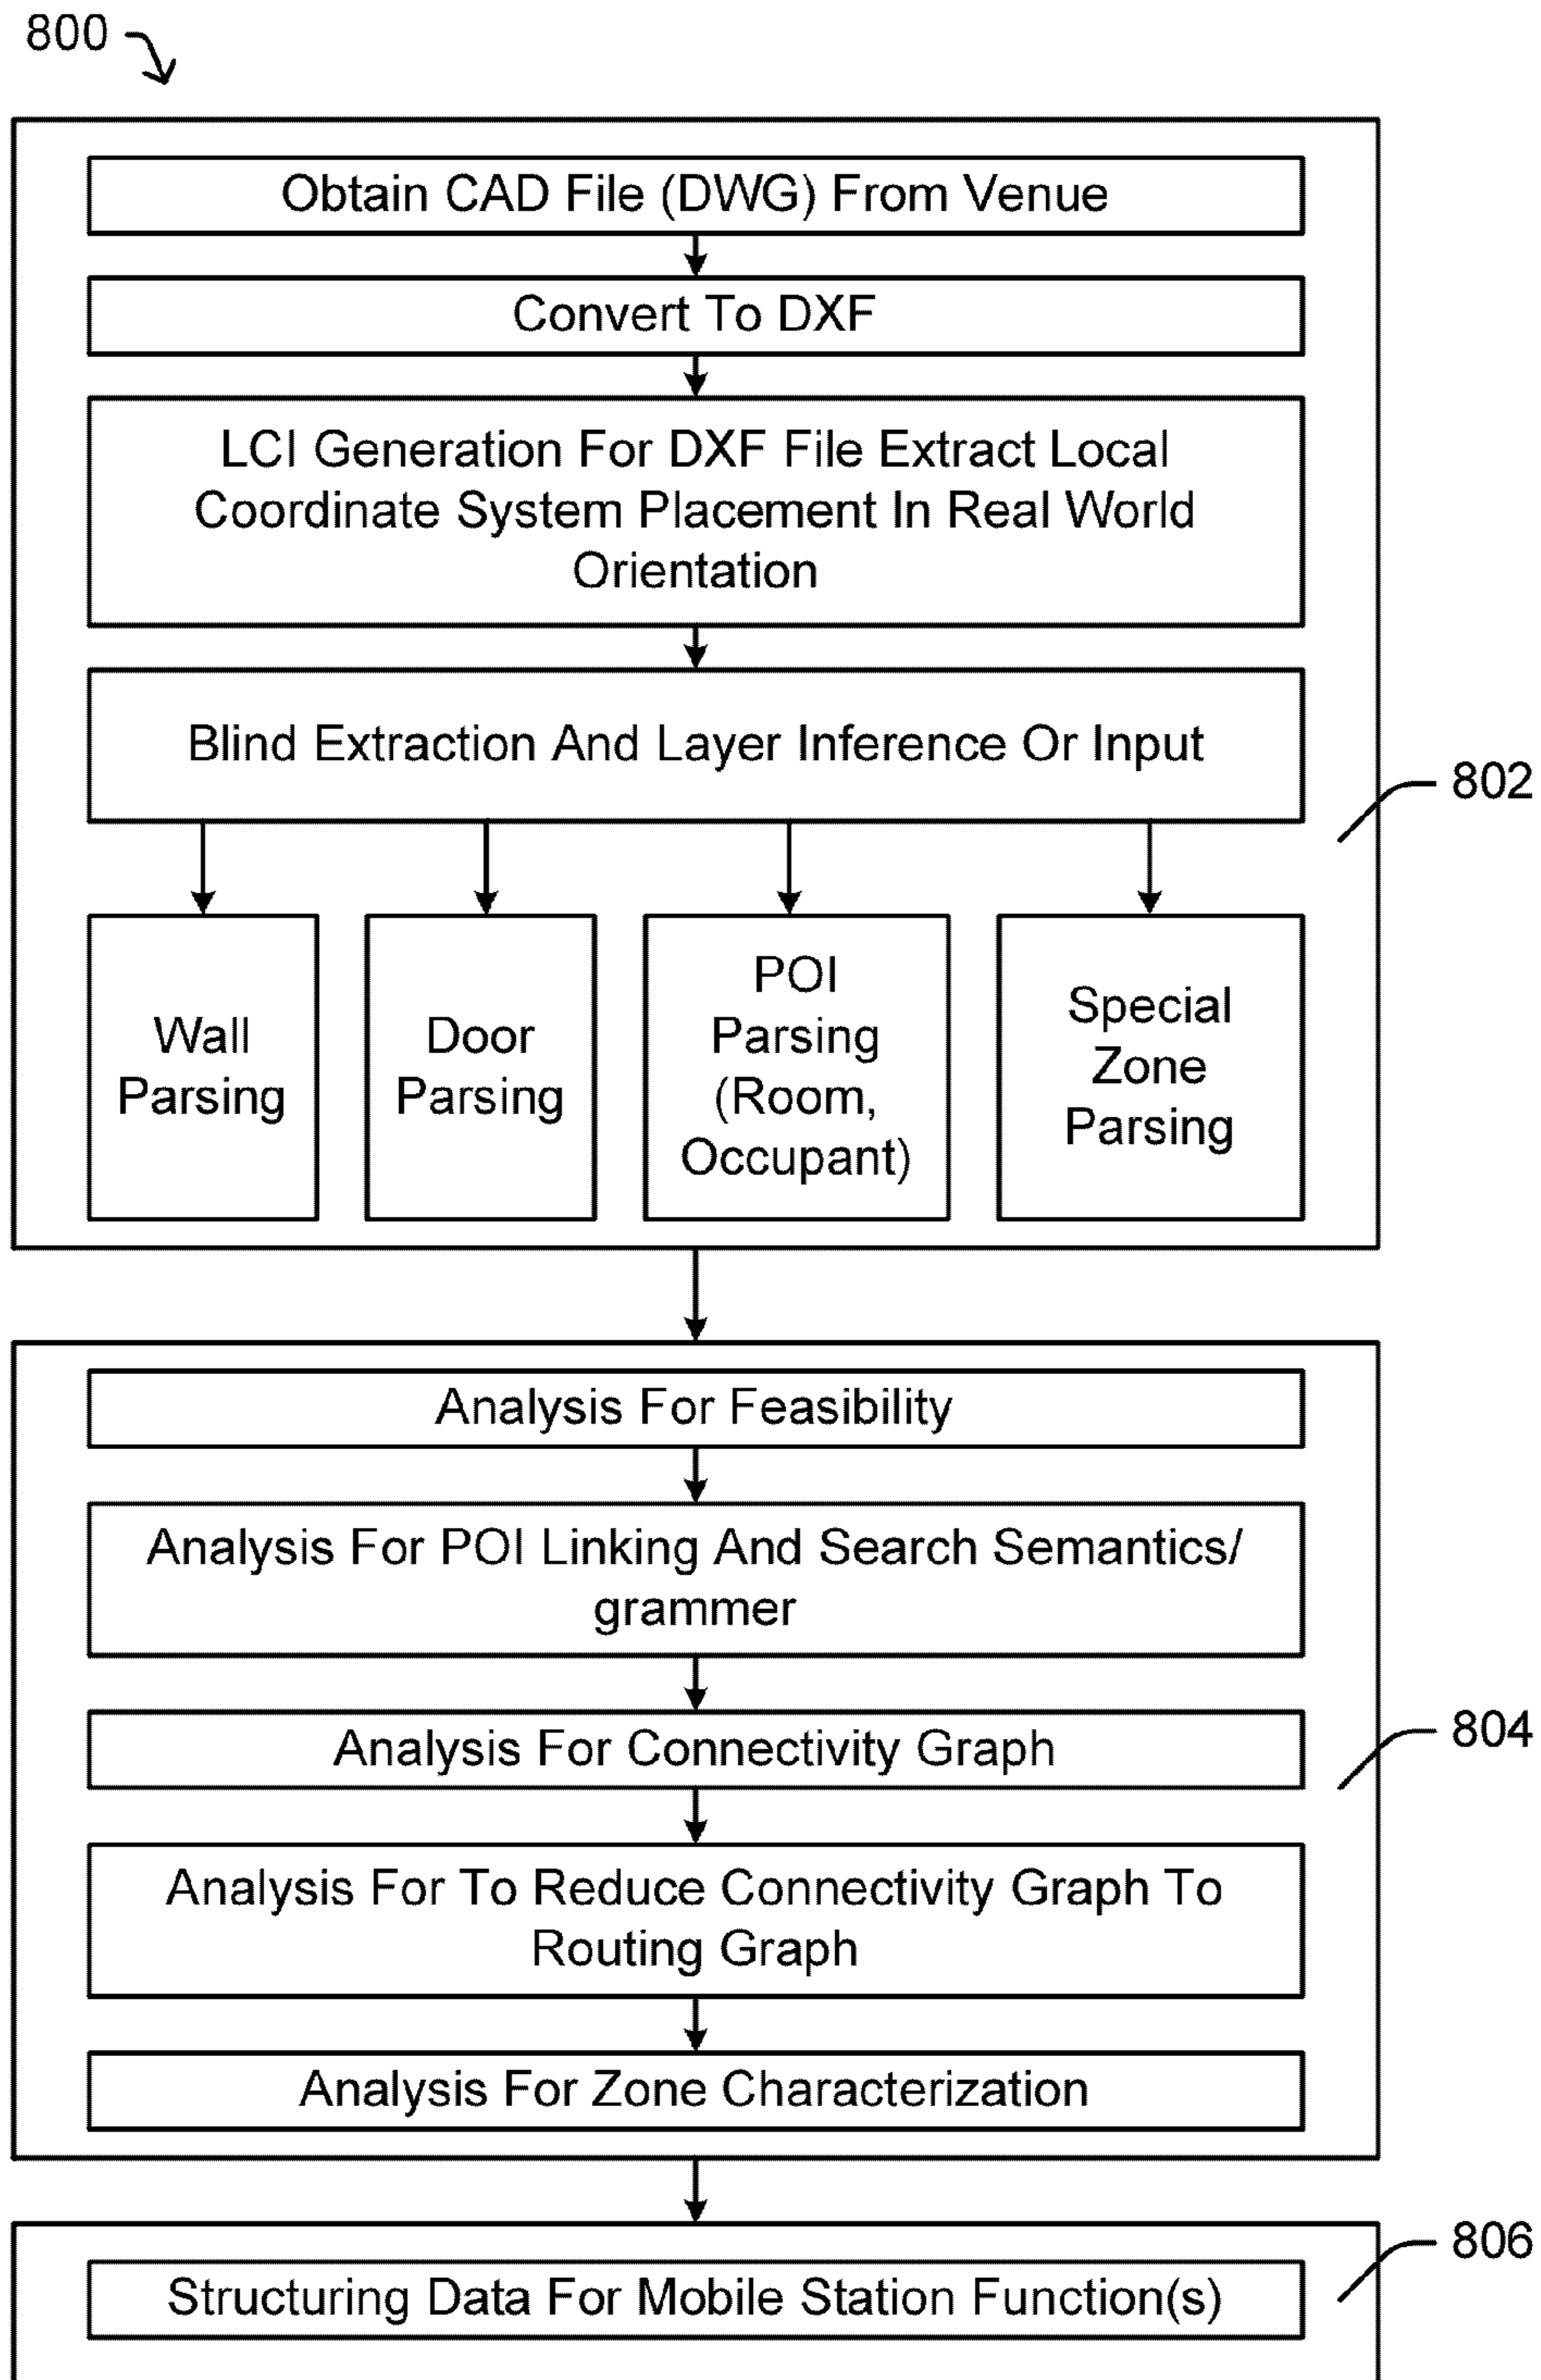 800
Obtain CAD File (DWG) From Venue
Convert To DXF
LCI Generation For DXF File Extract Local
Coordinate System Placement In Real World
Orientation
Blind Extraction And Layer Inference Or Input
802
Wall
Parsing
Door
Parsing
POI
Parsing
(Room,
Occupant)
Special
Zone
Parsing
Analysis For Feasibility
Analysis For POI Linking And Search Semantics/
grammer
Analysis For Connectivity Graph
804
Analysis For To Reduce Connectivity Graph To
Routing Graph
Analysis For Zone Characterization
806
Structuring Data For Mobile Station Function(s)